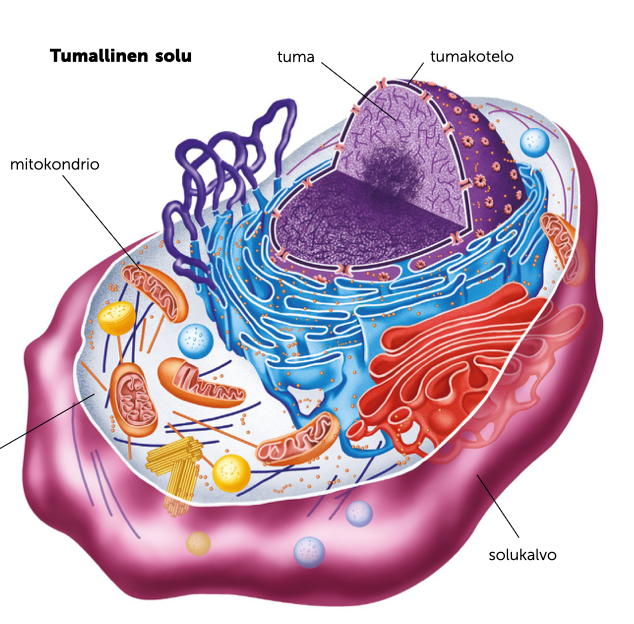 Tumallinen solu
tuma
tumakotelo
mitokondrio
solukalvo